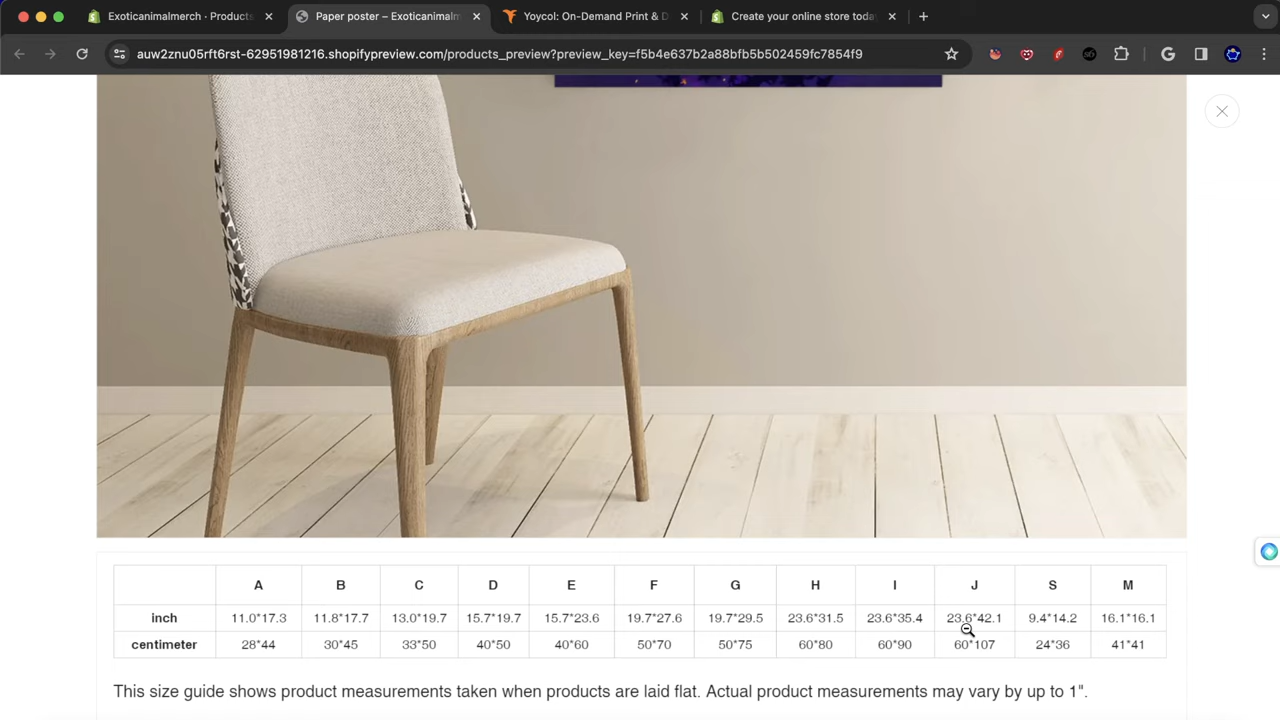 Exoticanimalmerch · Products
Paper poster – Exoticanimalm
Yoycol: On-Demand Print & D
Create your online store toda
auw2znu05rft6rst-62951981216.shopifypreview.com/products_preview?preview_key=f5b4e637b2a88bfb5b502459fc7854f9
A B C D E F G H I J S M
inch 11.0*17.3 11.8*17.7 13.0*19.7 15.7*19.7 15.7*23.6 19.7*27.6 19.7*29.5 23.6*31.5 23.6*35.4 23.6*42.1 9.4*14.2 16.1*16.1
centimeter 28*44 30*45 33*50 40*50 40*60 50*70 50*75 60*80 60*90 60*107 24*36 41*41
This size guide shows product measurements taken when products are laid flat. Actual product measurements may vary by up to 1".